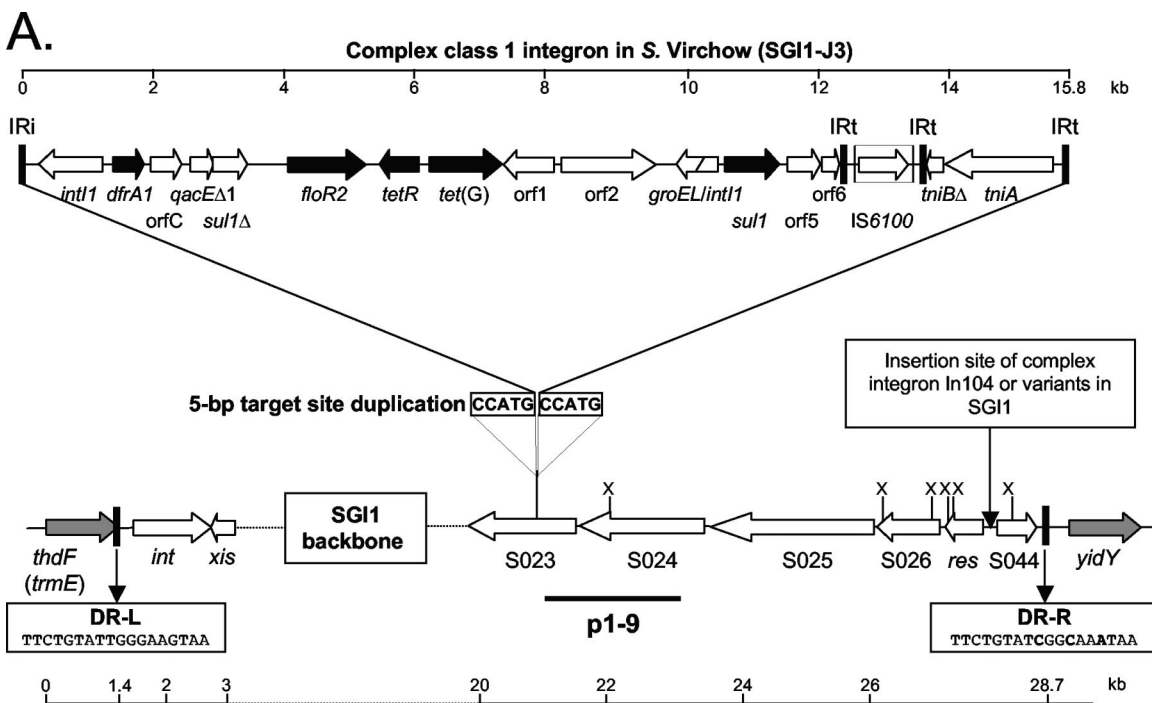 A.
Complex class 1 integron in S. Virchow (SGI1-J3)
0 2 4 6 8 10 12 14 15.8 kb
IRi IRt IRt IRt
intI1 dfrA1 qacEΔ1 floR2 tetR tet(G) orf1 orf2 groEL/intI1 orf6 tniBΔ tniA
orfC sul1Δ sul1 orf5 IS6100
Insertion site of complex
integron In104 or variants in
SGI1
5-bp target site duplication CCATG CCATG
X X X X X X
SGI1
backbone
thdF int xis S023 S024 S025 S026 res S044 yidY
(trmE)
p1-9
DR-L
TTCTGTATTGGGAAGTAA
DR-R
TTCTGTATCGGCAAATAA
0 1.4 2 3 20 22 24 26 28.7 kb